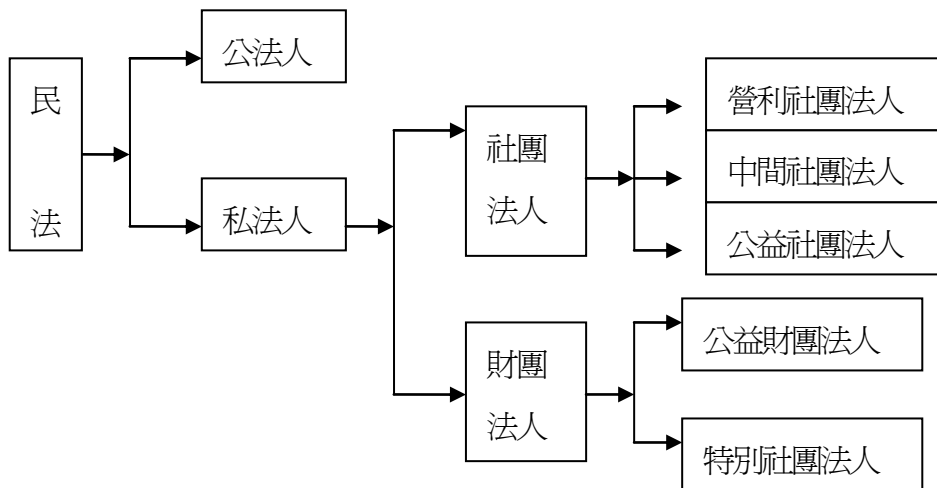 民
法
公法人
私法人
社團
法人
財團
法人
營利社團法人
中間社團法人
公益社團法人
公益財團法人
特別社團法人